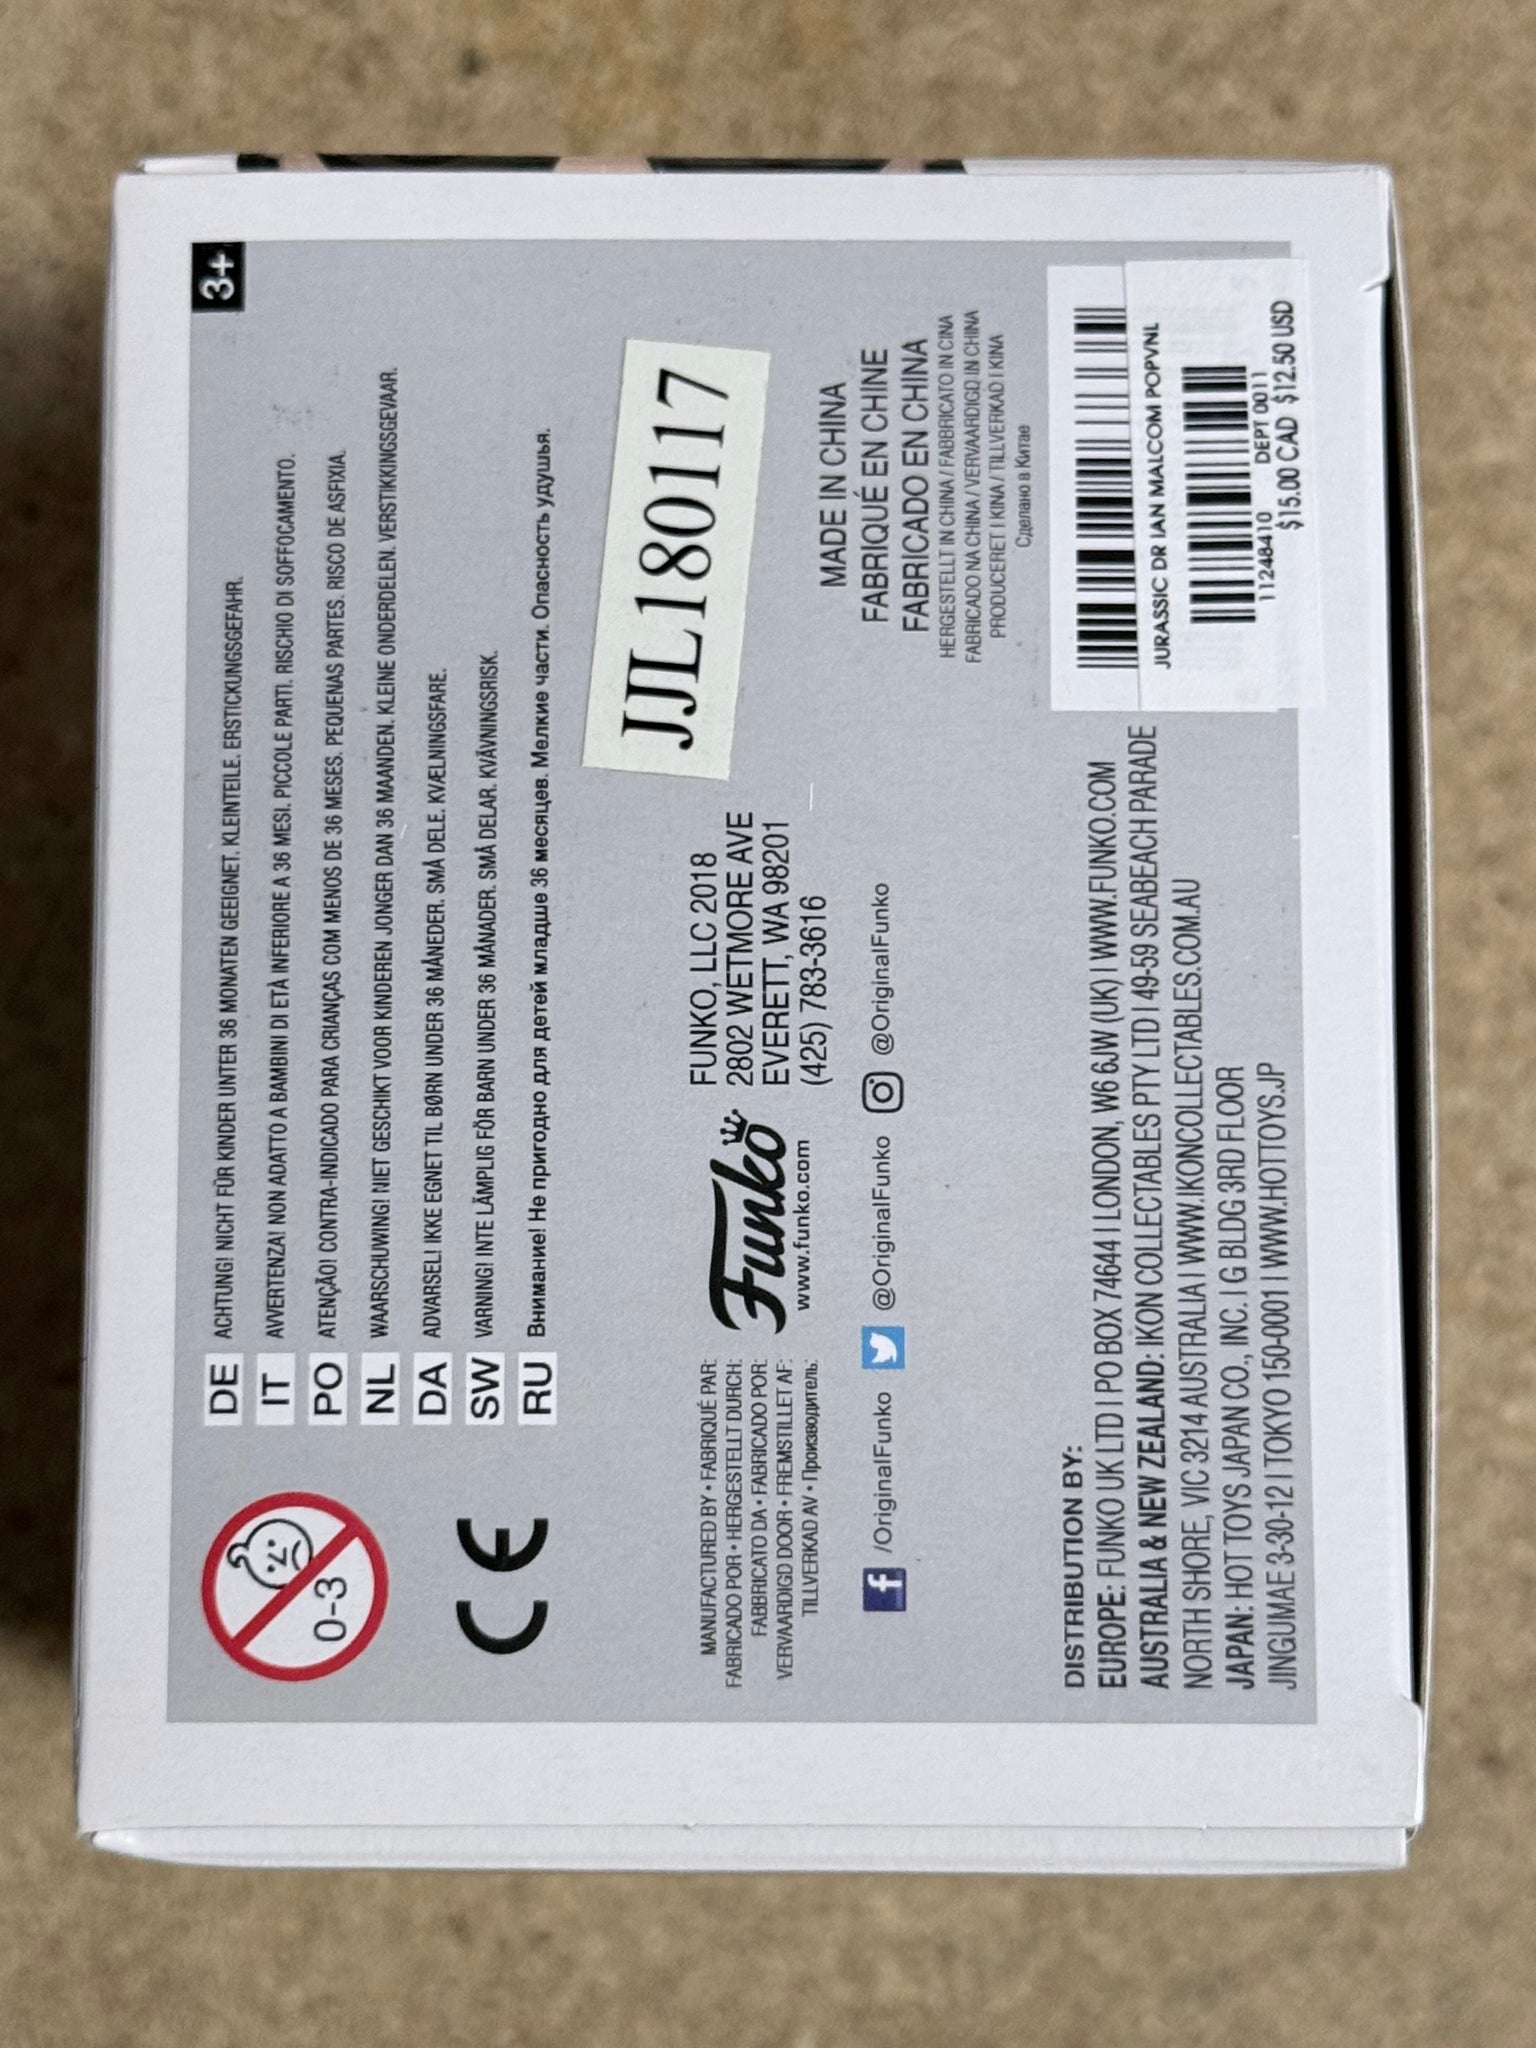 3+
0-3
DE ACHTUNG! NICHT FÜR KINDER UNTER 36 MONATEN GEEIGNET. KLEINTEILE. ERSTICKUNGSGEFAHR.
IT AVVERTENZA! NON ADATTO A BAMBINI DI ETÀ INFERIORE A 36 MESI. PICCOLE PARTI. RISCHIO DI SOFFOCAMENTO.
PO ATENÇÃO! CONTRA-INDICADO PARA CRIANÇAS COM MENOS DE 36 MESES. PEQUENAS PARTES. RISCO DE ASFIXIA.
NL WAARSCHUWING! NIET GESCHIKT VOOR KINDEREN JONGER DAN 36 MAANDEN. KLEINE ONDERDELEN. VERSTIKKINGSGEVAAR.
DA ADVARSEL! IKKE EGNET TIL BØRN UNDER 36 MÅNEDER. SMÅ DELE. KVÆLNINGSFARE.
SW VARNING! INTE LÄMPLIG FÖR BARN UNDER 36 MÅNADER. SMÅ DELAR. KVÄVNINGSRISK.
RU Внимание! Не пригодно для детей младше 36 месяцев. Мелкие части. Опасность удушья.
CE
JJL180117
MANUFACTURED BY • FABRIQUÉ PAR:
FABRICADO POR • HERGESTELLT DURCH:
FABBRICATO DA • FABRICADO POR:
VERVAARDIGD DOOR • FREMSTILLET AF:
TILLVERKAD AV • Производитель:
Funko
www.funko.com
FUNKO, LLC 2018
2802 WETMORE AVE
EVERETT, WA 98201
(425) 783-3616
/OriginalFunko @OriginalFunko @OriginalFunko
MADE IN CHINA
FABRIQUÉ EN CHINE
FABRICADO EN CHINA
HERGESTELLT IN CHINA / FABBRICATO IN CINA
FABRICADO NA CHINA / VERVAARDIGD IN CHINA
PRODUCERET I KINA / TILLVERKAD I KINA
Сделано в Китае
DISTRIBUTION BY:
EUROPE: FUNKO UK LTD | PO BOX 74644 | LONDON, W6 6JW (UK) | WWW.FUNKO.COM
AUSTRALIA & NEW ZEALAND: IKON COLLECTABLES PTY LTD | 49-59 SEABEACH PARADE
NORTH SHORE, VIC 3214 AUSTRALIA | WWW.IKONCOLLECTABLES.COM.AU
JAPAN: HOT TOYS JAPAN CO., INC. | G BLDG 3RD FLOOR
JINGUMAE 3-30-12 | TOKYO 150-0001 | WWW.HOTTOYS.JP
JURASSIC DR IAN MALCOM POPVNL
11248410 DEPT 0011
$15.00 CAD $12.50 USD